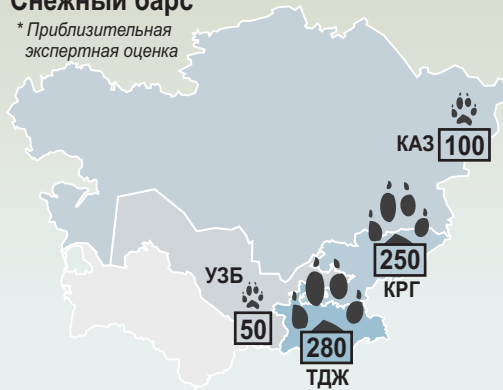 Снежный барс
* Приблизительная
экспертная оценка
КАЗ 100
250
КРГ
УЗБ
50
280
ТДЖ